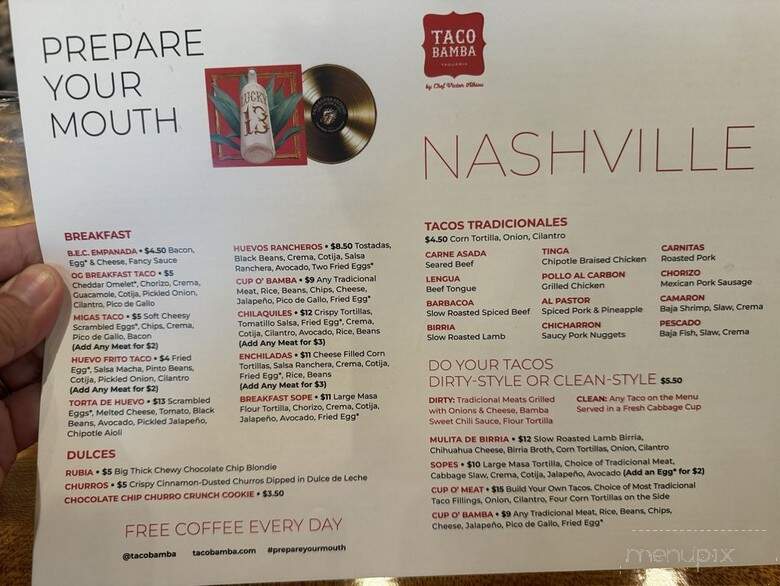 PREPARE
YOUR
MOUTH
LUCKY
13
TACO
BAMBA
TAQUERIA
by Chef Victor Albisu
NASHVILLE
BREAKFAST
B.E.C. EMPANADA • $4.50 Bacon,
Egg* & Cheese, Fancy Sauce
OG BREAKFAST TACO • $5
Cheddar Omelet*, Chorizo, Crema,
Guacamole, Cotija, Pickled Onion,
Cilantro, Pico de Gallo
MIGAS TACO • $5 Soft Cheesy
Scrambled Eggs*, Chips, Crema,
Pico de Gallo, Bacon
(Add Any Meat for $2)
HUEVO FRITO TACO • $4 Fried
Egg*, Salsa Macha, Pinto Beans,
Cotija, Pickled Onion, Cilantro
(Add Any Meat for $2)
TORTA DE HUEVO • $13 Scrambled
Eggs*, Melted Cheese, Tomato, Black
Beans, Avocado, Pickled Jalapeño,
Chipotle Aioli
HUEVOS RANCHEROS • $8.50 Tostadas,
Black Beans, Crema, Cotija, Salsa
Ranchera, Avocado, Two Fried Eggs*
CUP O' BAMBA • $9 Any Traditional
Meat, Rice, Beans, Chips, Cheese,
Jalapeño, Pico de Gallo, Fried Egg*
CHILAQUILES • $12 Crispy Tortillas,
Tomatillo Salsa, Fried Egg*, Crema,
Cotija, Cilantro, Avocado, Rice, Beans
(Add Any Meat for $3)
ENCHILADAS • $11 Cheese Filled Corn
Tortillas, Salsa Ranchera, Crema, Cotija,
Fried Egg*, Rice, Beans
(Add Any Meat for $3)
BREAKFAST SOPE • $11 Large Masa
Flour Tortilla, Chorizo, Crema, Cotija,
Jalapeño, Avocado, Fried Egg*
DULCES
RUBIA • $5 Big Thick Chewy Chocolate Chip Blondie
CHURROS • $5 Crispy Cinnamon-Dusted Churros Dipped in Dulce de Leche
CHOCOLATE CHIP CHURRO CRUNCH COOKIE • $3.50
FREE COFFEE EVERY DAY
@tacobamba tacobamba.com #prepareyourmouth
TACOS TRADICIONALES
$4.50 Corn Tortilla, Onion, Cilantro
CARNE ASADA
Seared Beef
LENGUA
Beef Tongue
BARBACOA
Slow Roasted Spiced Beef
BIRRIA
Slow Roasted Lamb
TINGA
Chipotle Braised Chicken
POLLO AL CARBON
Grilled Chicken
AL PASTOR
Spiced Pork & Pineapple
CHICHARRON
Saucy Pork Nuggets
CARNITAS
Roasted Pork
CHORIZO
Mexican Pork Sausage
CAMARON
Baja Shrimp, Slaw, Crema
PESCADO
Baja Fish, Slaw, Crema
DO YOUR TACOS
DIRTY-STYLE OR CLEAN-STYLE $5.50
DIRTY: Traditional Meats Grilled
with Onions & Cheese, Bamba
Sweet Chili Sauce, Flour Tortilla
CLEAN: Any Taco on the Menu
Served in a Fresh Cabbage Cup
MULITA DE BIRRIA • $12 Slow Roasted Lamb Birria,
Chihuahua Cheese, Birria Broth, Corn Tortillas, Onion, Cilantro
SOPES • $10 Large Masa Tortilla, Choice of Traditional Meat,
Cabbage Slaw, Crema, Cotija, Jalapeño, Avocado (Add an Egg* for $2)
CUP O' MEAT • $15 Build Your Own Tacos. Choice of Most Traditional
Taco Fillings, Onion, Cilantro, Four Corn Tortillas on the Side
CUP O' BAMBA • $9 Any Traditional Meat, Rice, Beans, Chips,
Cheese, Jalapeño, Pico de Gallo, Fried Egg*
menupix